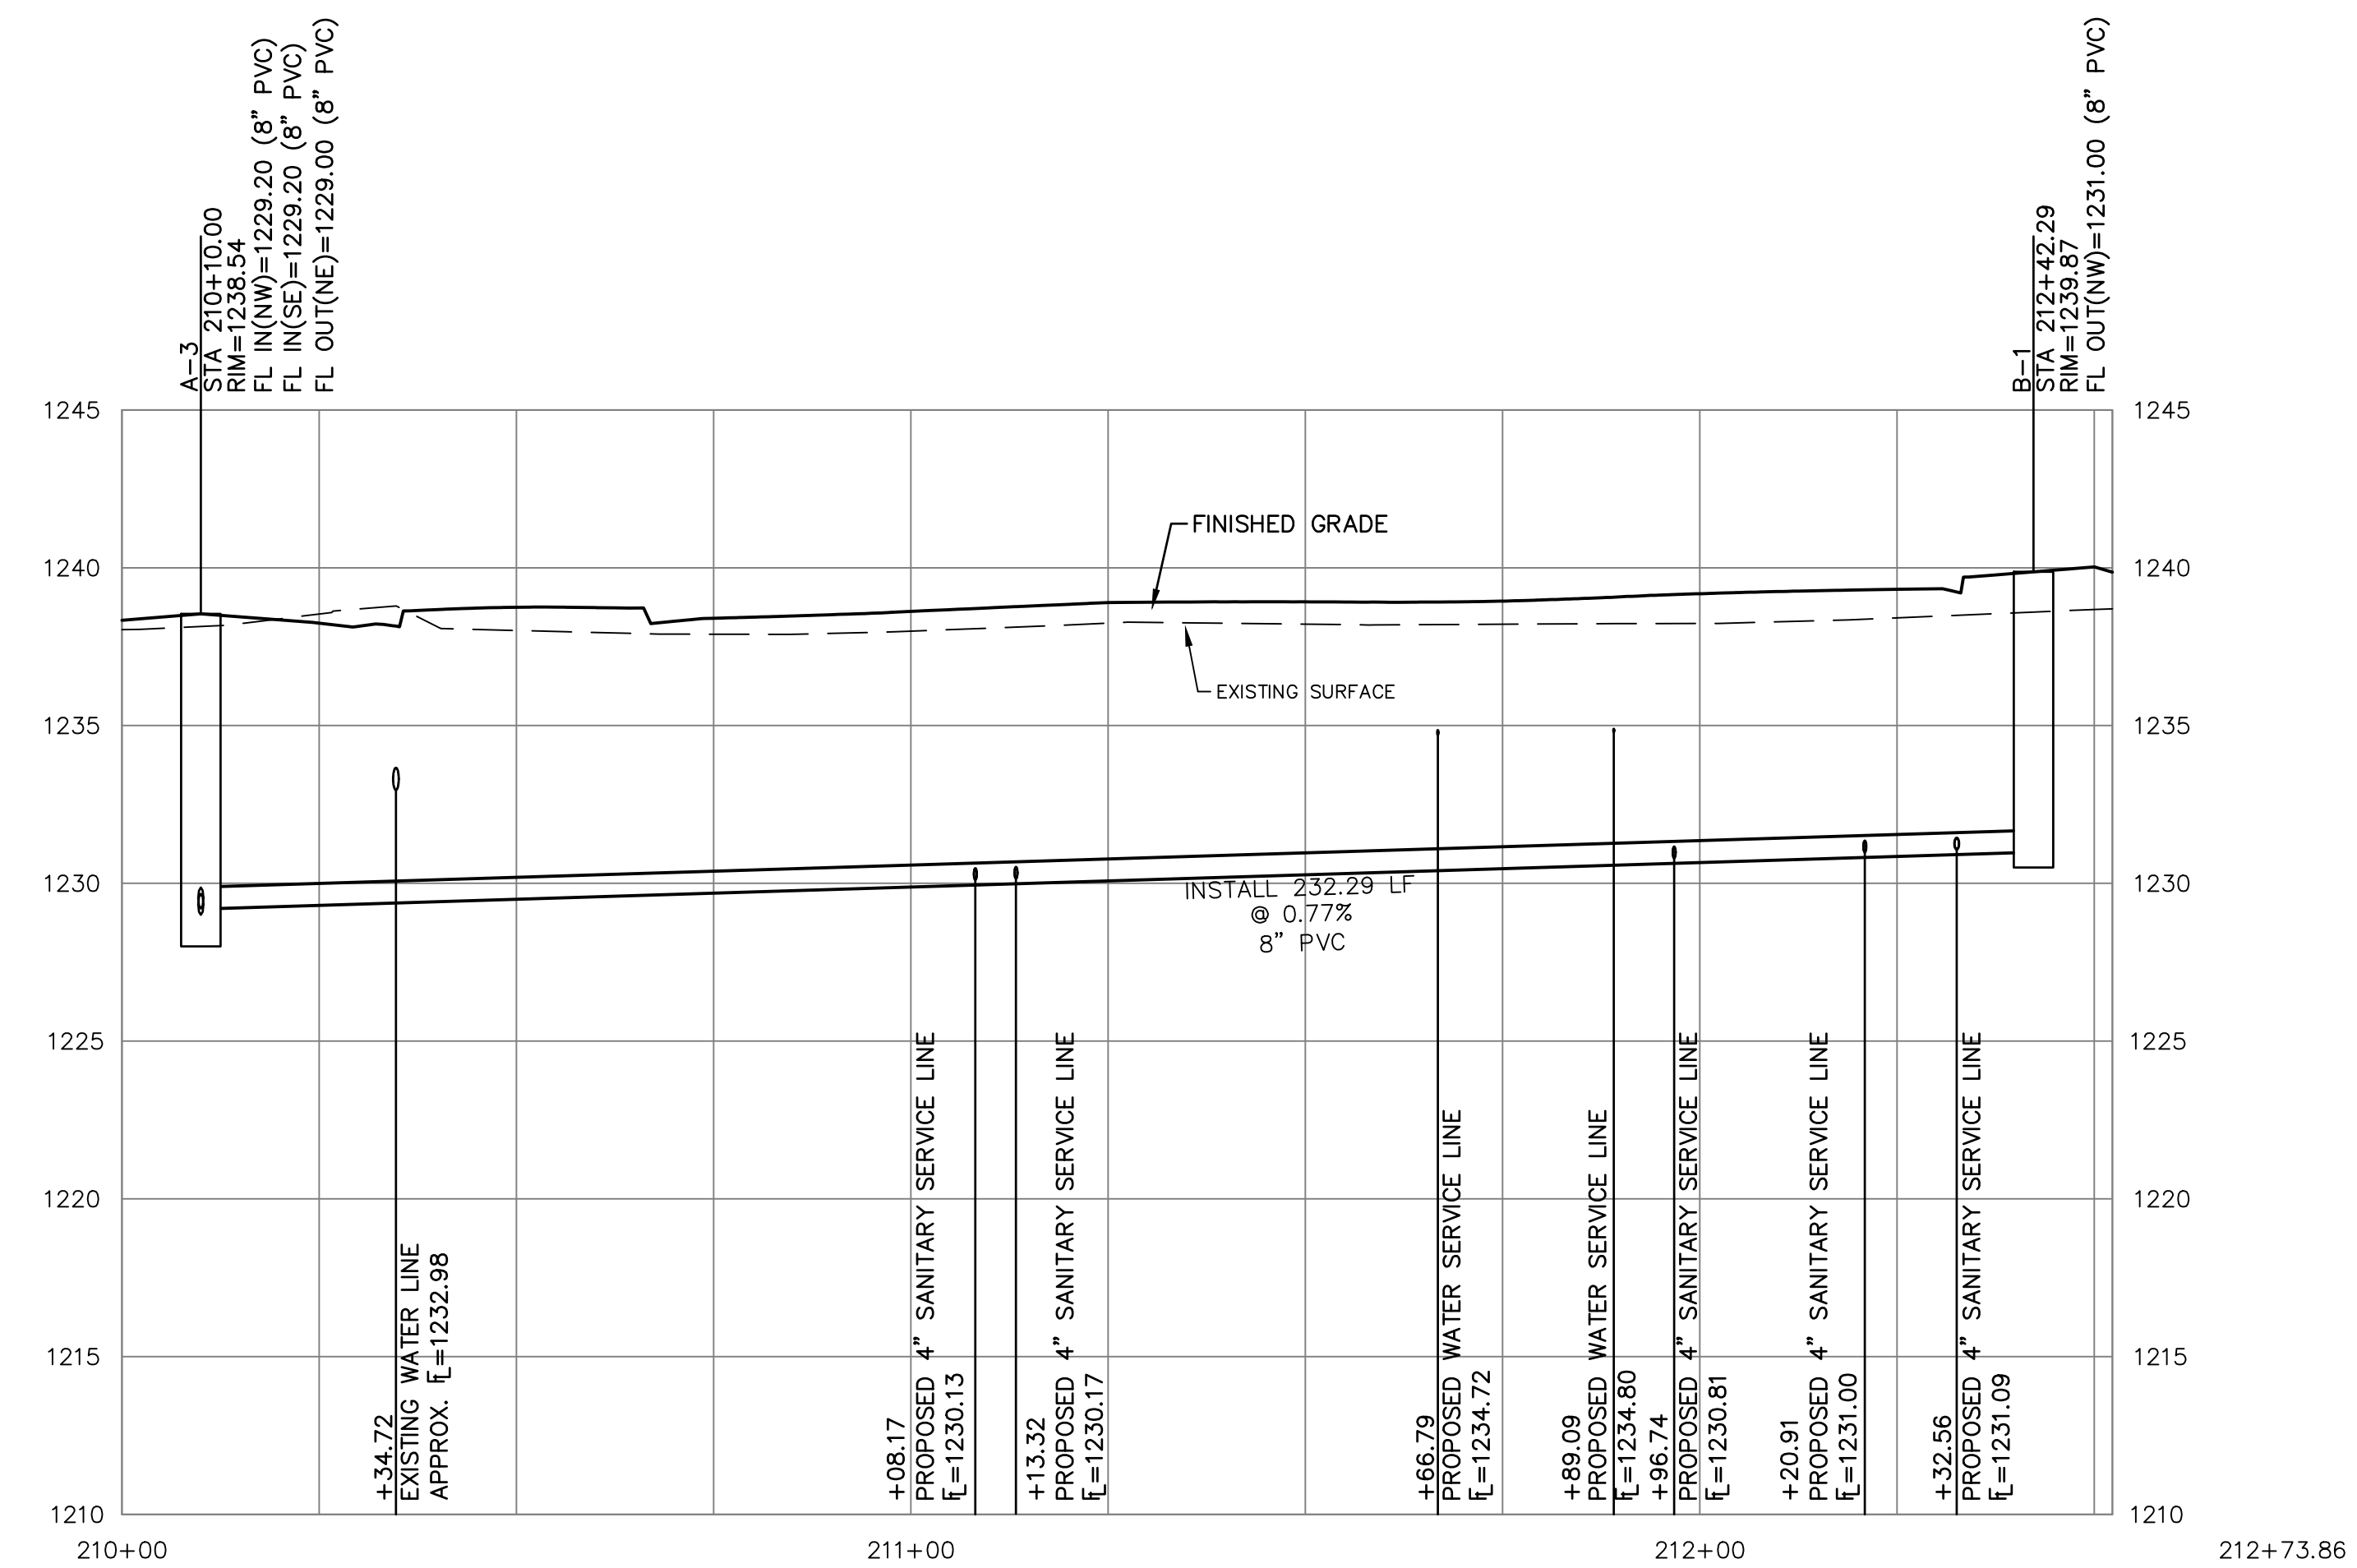 A-3
STA 210+10.00
RIM=1238.54
FL IN(NW)=1229.20 (8" PVC)
FL IN(SE)=1229.20 (8" PVC)
FL OUT(NE)=1229.00 (8" PVC)
B-1
STA 212+42.29
RIM=1239.87
FL OUT(NW)=1231.00 (8" PVC)
1245
1245
FINISHED GRADE
1240
1240
EXISTING SURFACE
1235
1235
1230
1230
INSTALL 232.29 LF
@ 0.77%
8" PVC
1225
1225
1220
1220
1215
1215
1210
1210
+34.72
EXISTING WATER LINE
APPROX. FL=1232.98
+08.17
PROPOSED 4" SANITARY SERVICE LINE
FL=1230.13
+13.32
PROPOSED 4" SANITARY SERVICE LINE
FL=1230.17
+66.79
PROPOSED WATER SERVICE LINE
FL=1234.72
+89.09
PROPOSED WATER SERVICE LINE
FL=1234.80
+96.74
PROPOSED 4" SANITARY SERVICE LINE
FL=1230.81
+20.91
PROPOSED 4" SANITARY SERVICE LINE
FL=1231.00
+32.56
PROPOSED 4" SANITARY SERVICE LINE
FL=1231.09
210+00
211+00
212+00
212+73.86